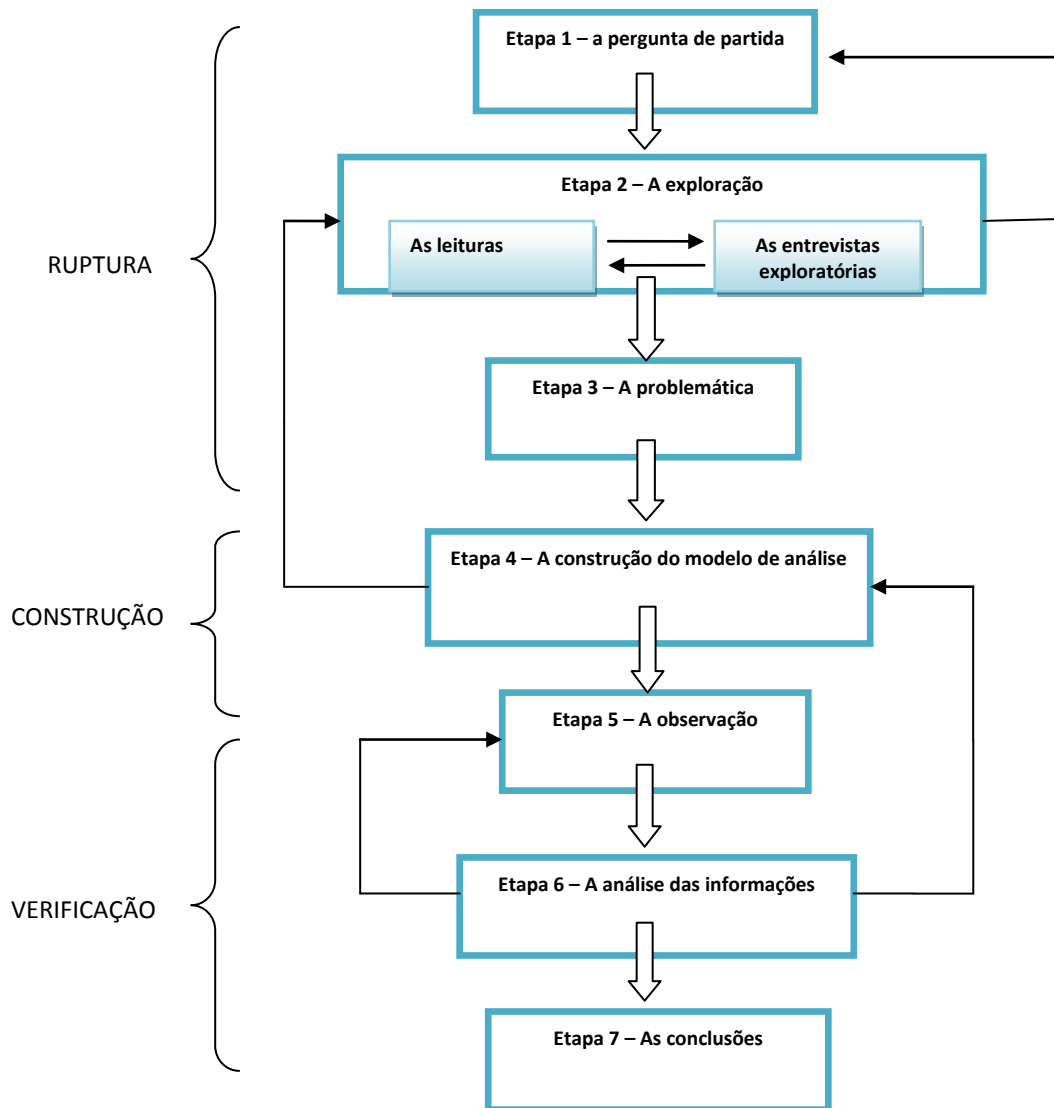 Etapa 1 – a pergunta de partida
Etapa 2 – A exploração
As leituras
As entrevistas
exploratórias
RUPTURA
Etapa 3 – A problemática
Etapa 4 – A construção do modelo de análise
CONSTRUÇÃO
Etapa 5 – A observação
Etapa 6 – A análise das informações
VERIFICAÇÃO
Etapa 7 – As conclusões